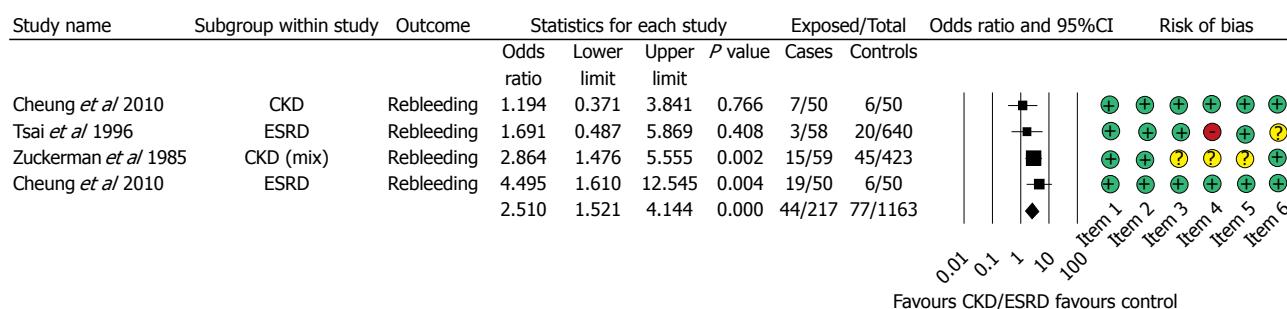 Study name Subgroup within study Outcome Statistics for each study Exposed/Total Odds ratio and 95%CI Risk of bias
Odds Lower Upper P value Cases Controls
ratio limit limit
Cheung et al 2010 CKD Rebleeding 1.194 0.371 3.841 0.766 7/50 6/50 + + + + + +
Tsai et al 1996 ESRD Rebleeding 1.691 0.487 5.869 0.408 3/58 20/640 + + + - + ?
Zuckerman et al 1985 CKD (mix) Rebleeding 2.864 1.476 5.555 0.002 15/59 45/423 + + ? ? ? +
Cheung et al 2010 ESRD Rebleeding 4.495 1.610 12.545 0.004 19/50 6/50 + + + + + +
2.510 1.521 4.144 0.000 44/217 77/1163
0.01 0.1 1 10 100 Item 1 Item 2 Item 3 Item 4 Item 5 Item 6
Favours CKD/ESRD favours control